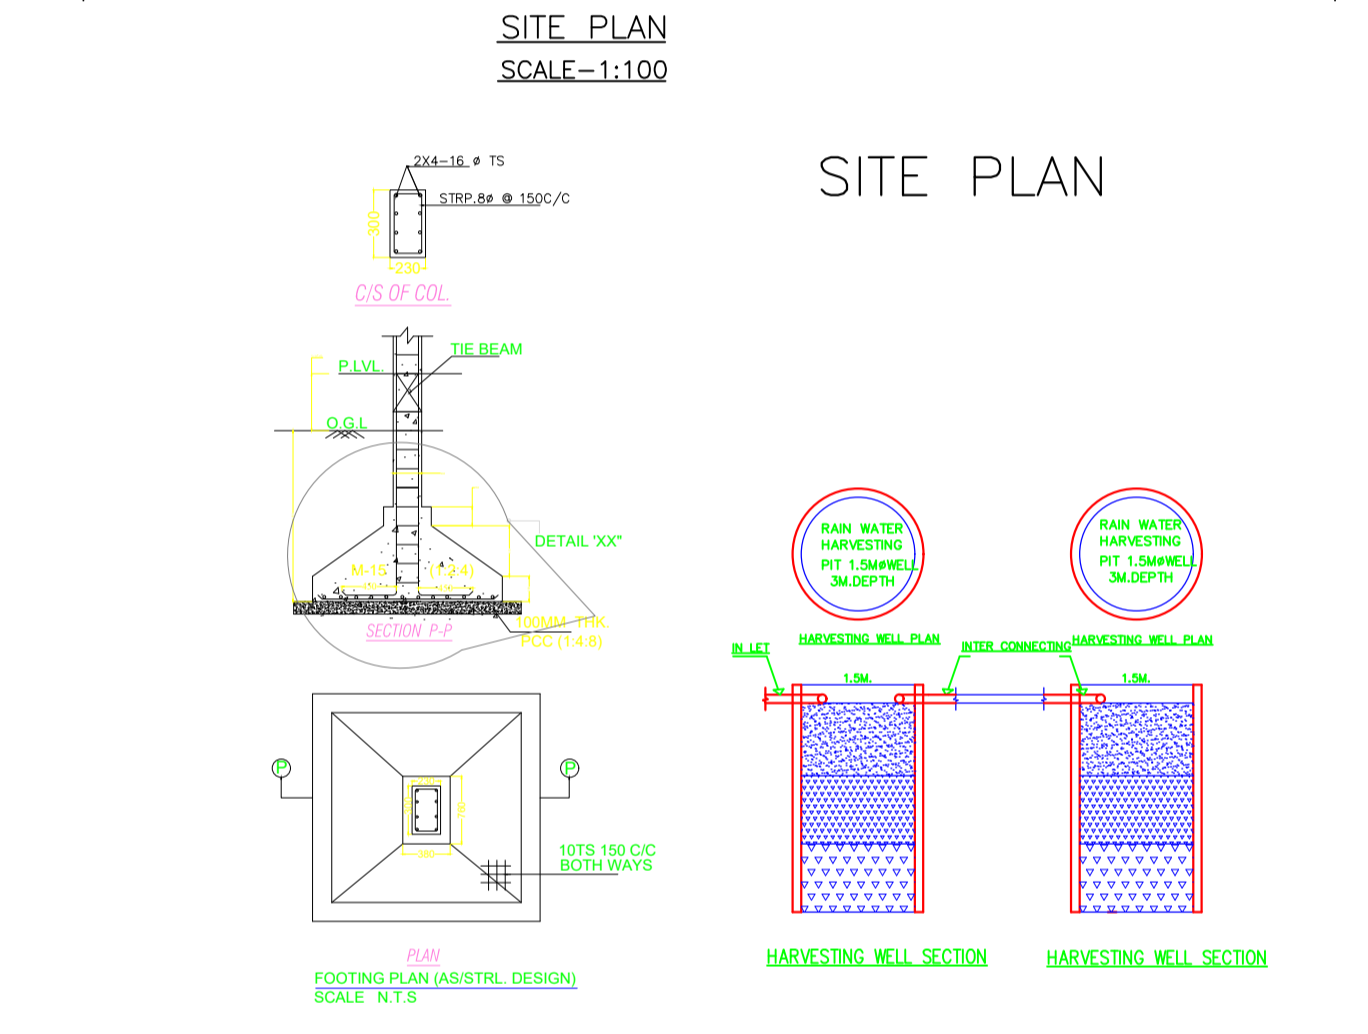 SITE PLAN
SCALE-1:100
SITE PLAN
2X4-16 ø TS
STRP.8ø @ 150C/C
300
230
C/S OF COL.
TIE BEAM
P.LVL.
O.G.L
DETAIL 'XX"
M-15 (1:2:4)
100MM THK.
PCC (1:4:8)
SECTION P-P
P
P
750
360
10TS 150 C/C
BOTH WAYS
PLAN
FOOTING PLAN (AS/STRL. DESIGN)
SCALE N.T.S
RAIN WATER
HARVESTING
PIT 1.5MøWELL
3M.DEPTH
HARVESTING WELL PLAN
RAIN WATER
HARVESTING
PIT 1.5MøWELL
3M.DEPTH
HARVESTING WELL PLAN
IN LET
INTER CONNECTING
1.5M.
1.5M.
HARVESTING WELL SECTION
HARVESTING WELL SECTION